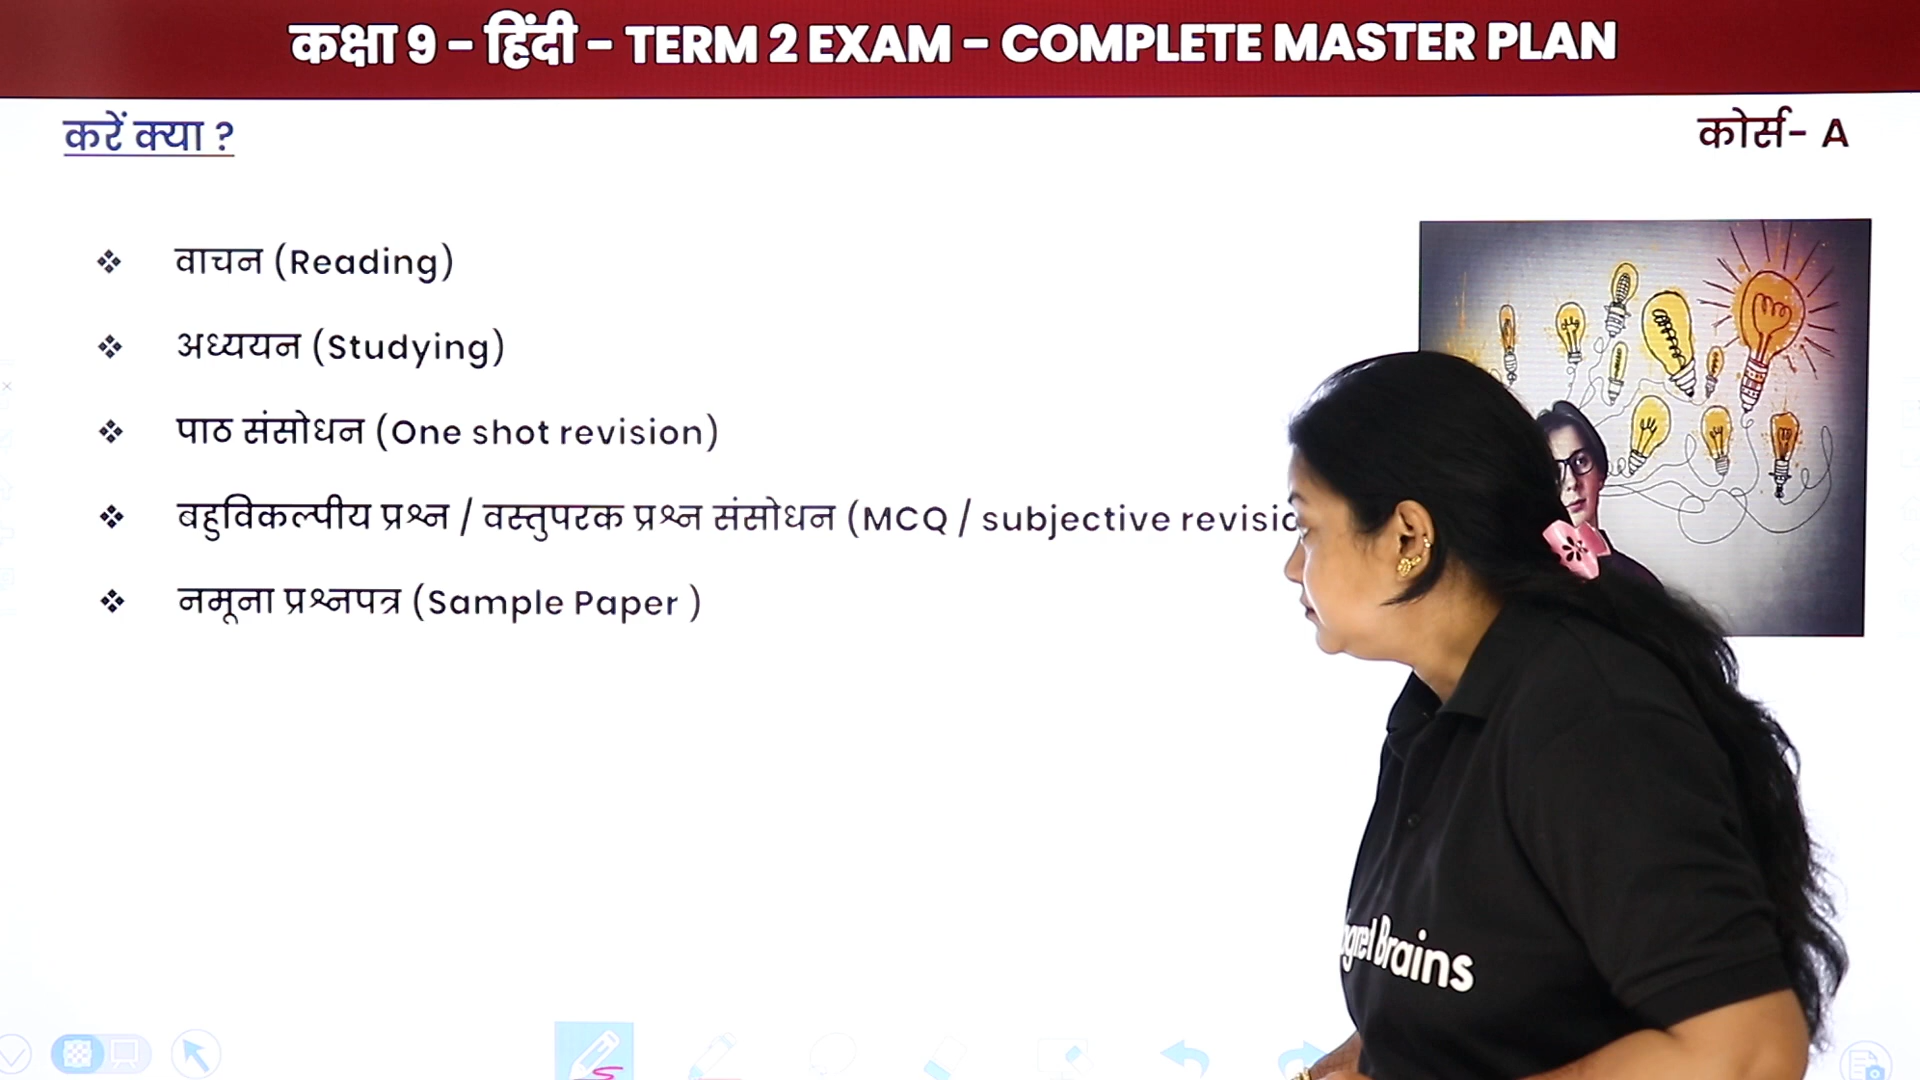 कक्षा 9 - हिंदी - TERM 2 EXAM - COMPLETE MASTER PLAN
करें क्या ?
कोर्स- A
❖ वाचन (Reading)
❖ अध्ययन (Studying)
❖ पाठ संसोधन (One shot revision)
❖ बहुविकल्पीय प्रश्न / वस्तुपरक प्रश्न संसोधन (MCQ / subjective
❖ नमूना प्रश्नपत्र (Sample Paper )
Brains